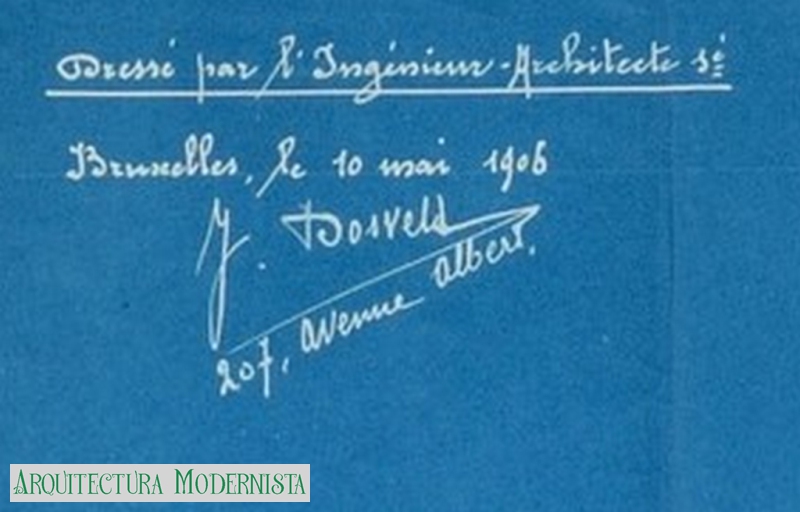 Dressé par l'Ingénieur-Architecte sé
Bruxelles, le 10 mai 1906
J. Dosveld
207, avenue Albert.
ARQUITECTURA MODERNISTA